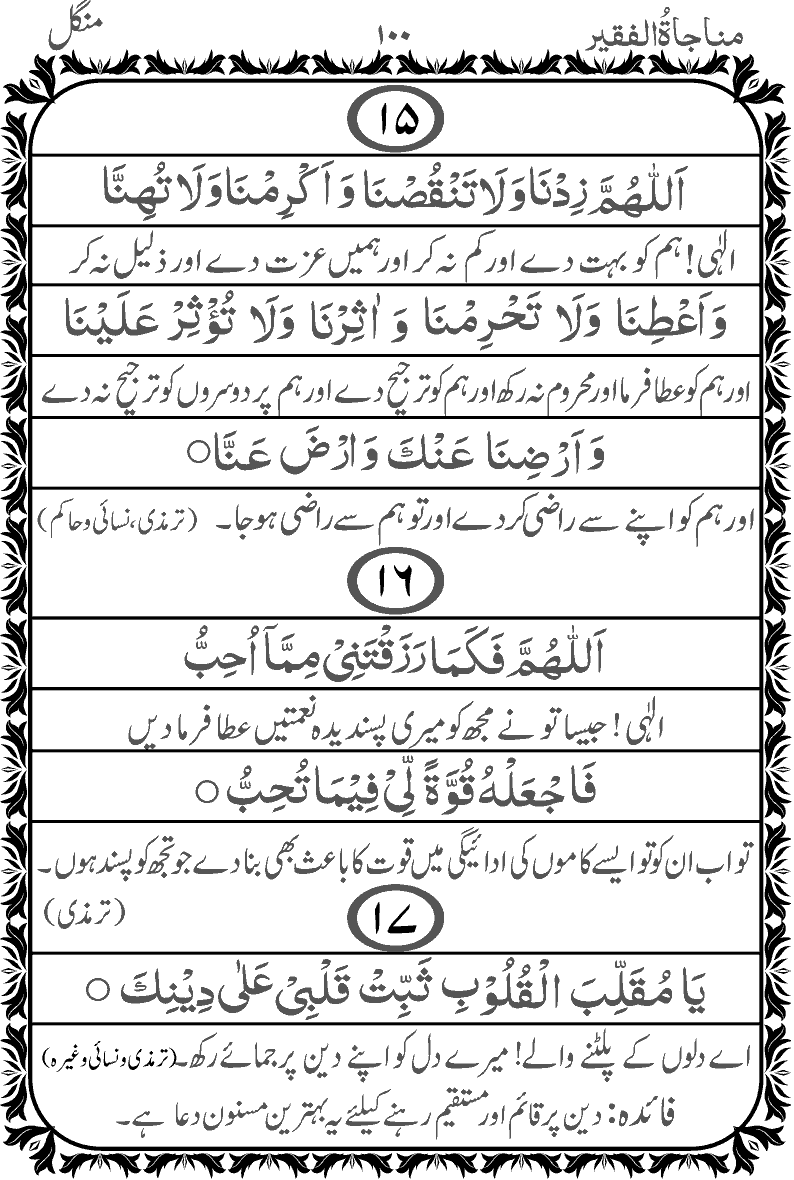 مناجاۃ الفقیر ۱۰۰ منگل
۱۵
اَللّٰهُمَّ زِدْنَا وَلَا تَنْقُصْنَا وَ اَكْرِمْنَا وَلَا تُهِنَّا
الٰہی! ہم کو بہت دے اور کم نہ کر اور ہمیں عزت دے اور ذلیل نہ کر
وَاَعْطِنَا وَلَا تَحْرِمْنَا وَ اٰثِرْنَا وَلَا تُؤْثِرْ عَلَيْنَا
اور ہم کو عطا فرما اور محروم نہ رکھ اور ہم کو ترجیح دے اور ہم پر دوسروں کو ترجیح نہ دے
وَ اَرْضِنَا عَنْكَ وَ ارْضَ عَنَّا○
اور ہم کو اپنے سے راضی کر دے اور تو ہم سے راضی ہو جا۔ (ترمذی، نسائی و حاکم)
۱۶
اَللّٰهُمَّ فَكَمَا رَزَقْتَنِيْ مِمَّآ اُحِبُّ
الٰہی! جیسا تو نے مجھ کو میری پسندیدہ نعمتیں عطا فرما دیں
فَاجْعَلْهُ قُوَّةً لِّيْ فِيْمَا تُحِبُّ ○
تو اب ان کو تو ایسے کاموں کی ادائیگی میں قوت کا باعث بھی بنا دے جو تجھ کو پسند ہوں۔
(ترمذی)
۱۷
يَا مُقَلِّبَ الْقُلُوْبِ ثَبِّتْ قَلْبِيْ عَلٰى دِيْنِكَ ○
اے دلوں کے پلٹنے والے! میرے دل کو اپنے دین پر جمائے رکھ۔ (ترمذی و نسائی وغیرہ)
فائدہ: دین پر قائم اور مستقیم رہنے کیلئے یہ بہترین مسنون دعا ہے۔